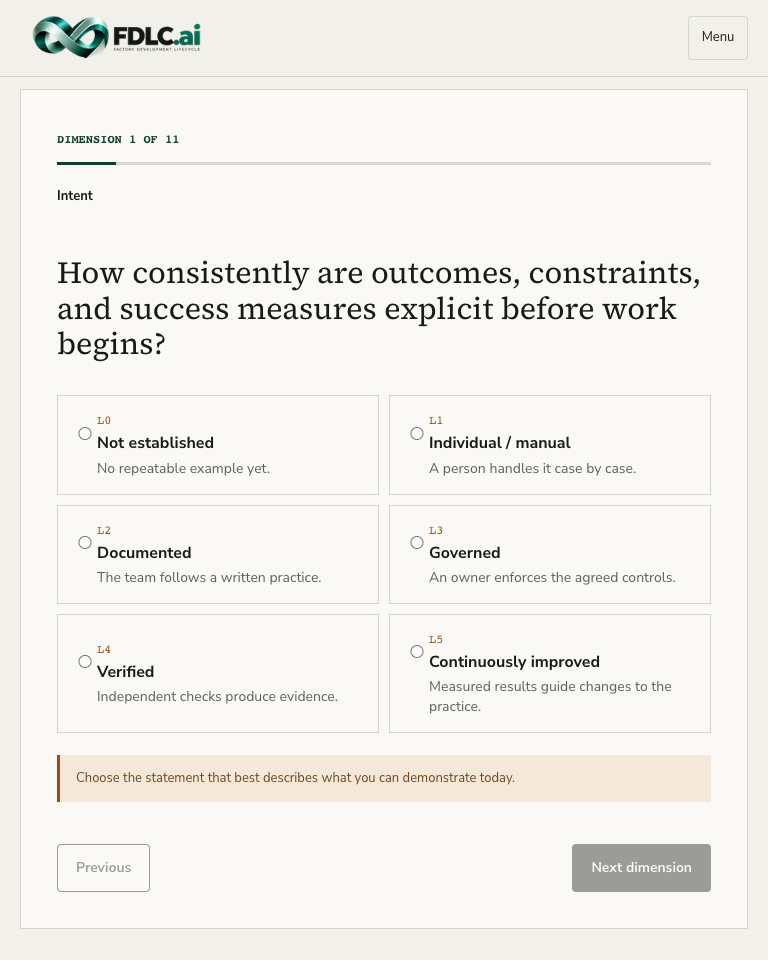 FDLC.ai
FACTORY DEVELOPMENT LIFECYCLE
Menu
DIMENSION 1 OF 11
Intent
How consistently are outcomes, constraints,
and success measures explicit before work
begins?
L0
Not established
No repeatable example yet.
L1
Individual / manual
A person handles it case by case.
L2
Documented
The team follows a written practice.
L3
Governed
An owner enforces the agreed controls.
L4
Verified
Independent checks produce evidence.
L5
Continuously improved
Measured results guide changes to the
practice.
Choose the statement that best describes what you can demonstrate today.
Previous
Next dimension